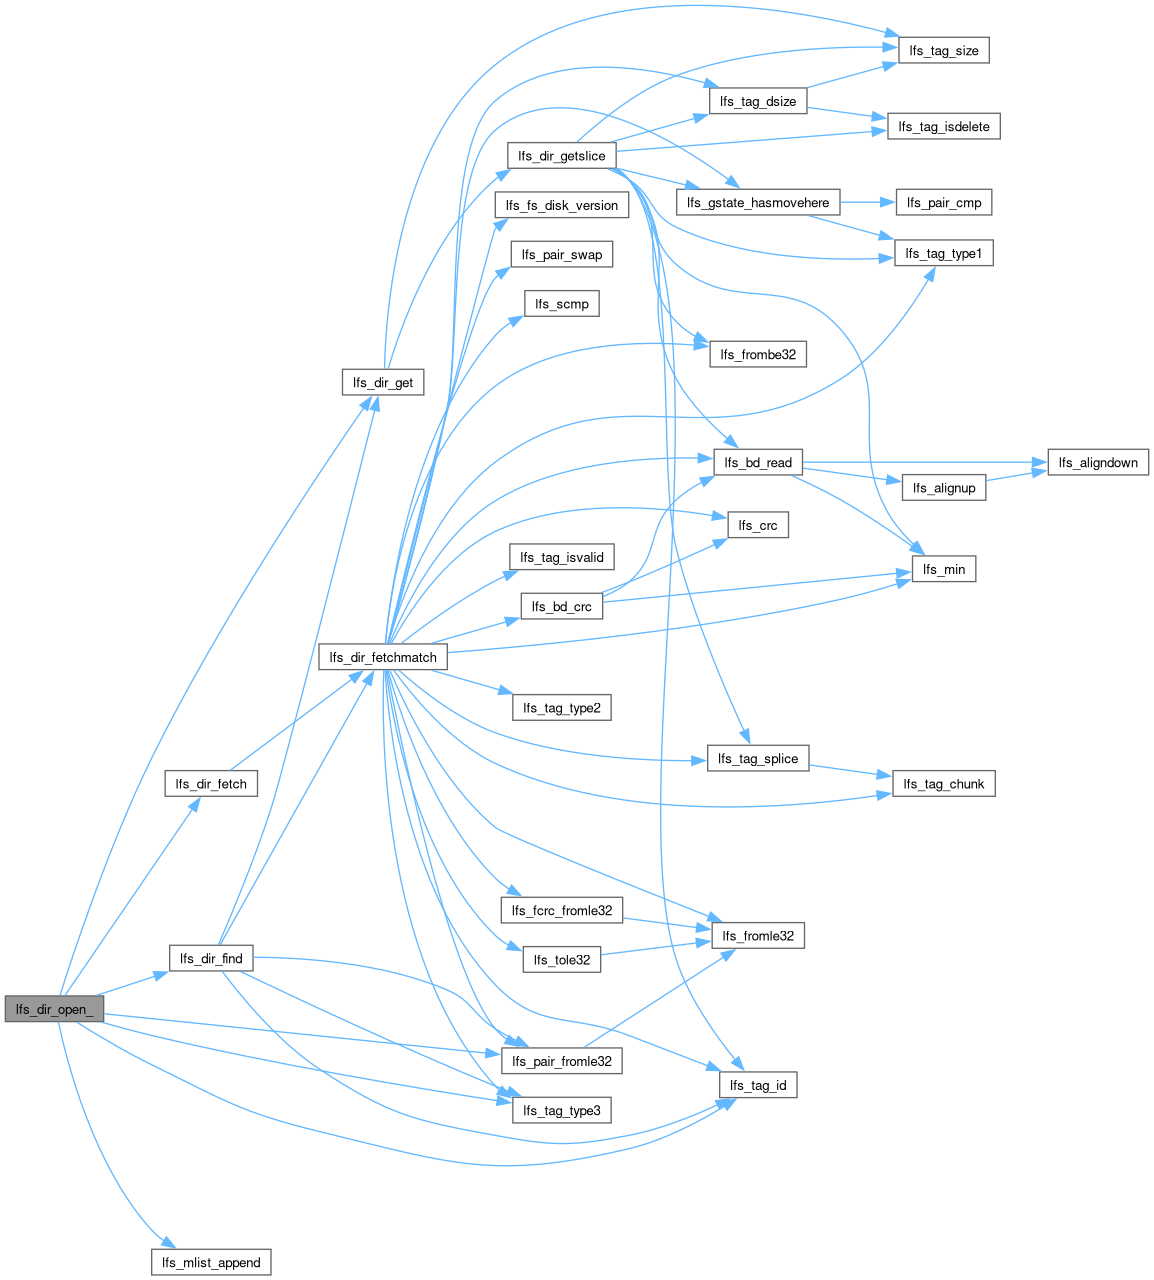 lfs_tag_size
lfs_tag_dsize
lfs_tag_isdelete
lfs_dir_getslice
lfs_gstate_hasmovehere
lfs_pair_cmp
lfs_fs_disk_version
lfs_tag_type1
lfs_pair_swap
lfs_scmp
lfs_frombe32
lfs_dir_get
lfs_bd_read
lfs_aligndown
lfs_alignup
lfs_crc
lfs_tag_isvalid
lfs_min
lfs_bd_crc
lfs_dir_fetchmatch
lfs_tag_type2
lfs_tag_splice
lfs_dir_fetch
lfs_tag_chunk
lfs_fcrc_fromle32
lfs_fromle32
lfs_dir_find
lfs_tole32
lfs_dir_open_
lfs_pair_fromle32
lfs_tag_id
lfs_tag_type3
lfs_mlist_append